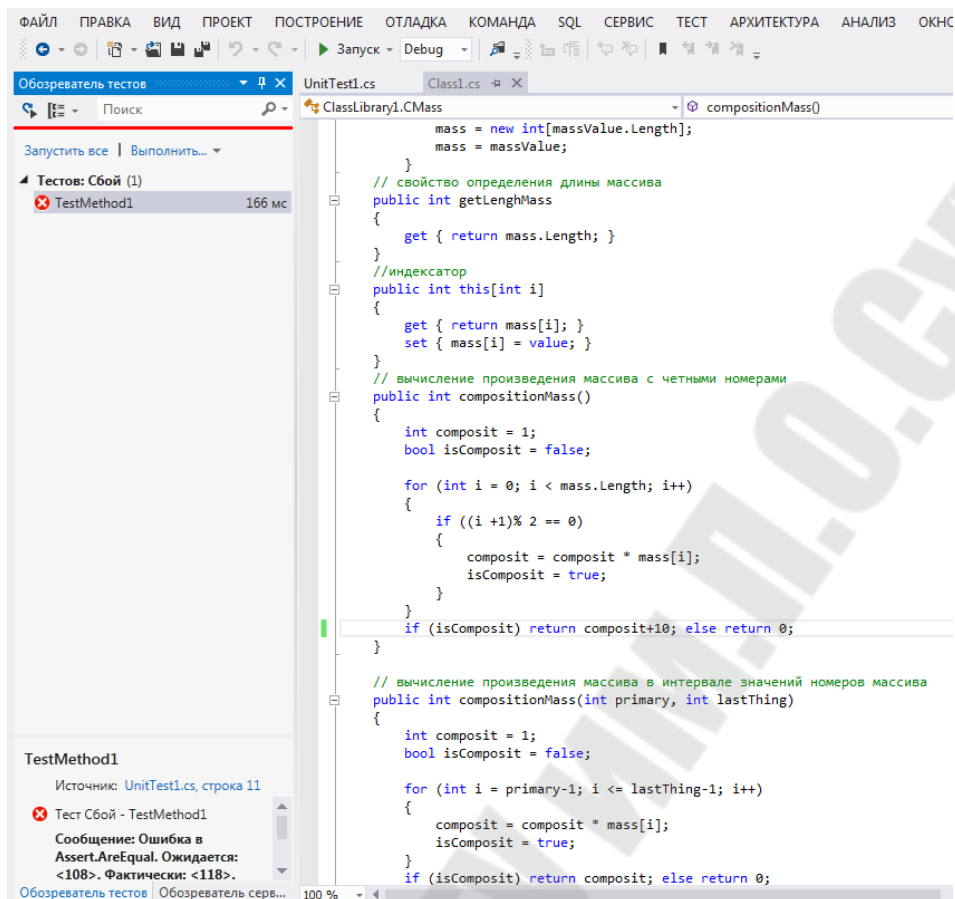 ФАЙЛ ПРАВКА ВИД ПРОЕКТ ПОСТРОЕНИЕ ОТЛАДКА КОМАНДА SQL СЕРВИС ТЕСТ АРХИТЕКТУРА АНАЛИЗ ОКНО
Запуск Debug
Обозреватель тестов
Поиск
Запустить все | Выполнить...
Тестов: Сбой (1)
TestMethod1 166 мс
UnitTest1.cs Class1.cs
ClassLibrary1.CMass compositionMass()
mass = new int[massValue.Length];
mass = massValue;
}
// свойство определения длины массива
public int getLenghMass
{
get { return mass.Length; }
}
//индексатор
public int this[int i]
{
get { return mass[i]; }
set { mass[i] = value; }
}
// вычисление произведения массива с четными номерами
public int compositionMass()
{
int composit = 1;
bool isComposit = false;
for (int i = 0; i < mass.Length; i++)
{
if ((i +1)% 2 == 0)
{
composit = composit * mass[i];
isComposit = true;
}
}
if (isComposit) return composit+10; else return 0;
}
// вычисление произведения массива в интервале значений номеров массива
public int compositionMass(int primary, int lastThing)
{
int composit = 1;
bool isComposit = false;
for (int i = primary-1; i <= lastThing-1; i++)
{
composit = composit * mass[i];
isComposit = true;
}
if (isComposit) return composit; else return 0;
100 %
TestMethod1
Источник: UnitTest1.cs, строка 11
Тест Сбой - TestMethod1
Сообщение: Ошибка в
Assert.AreEqual. Ожидается:
<108>. Фактически: <118>.
Обозреватель тестов Обозреватель серв...